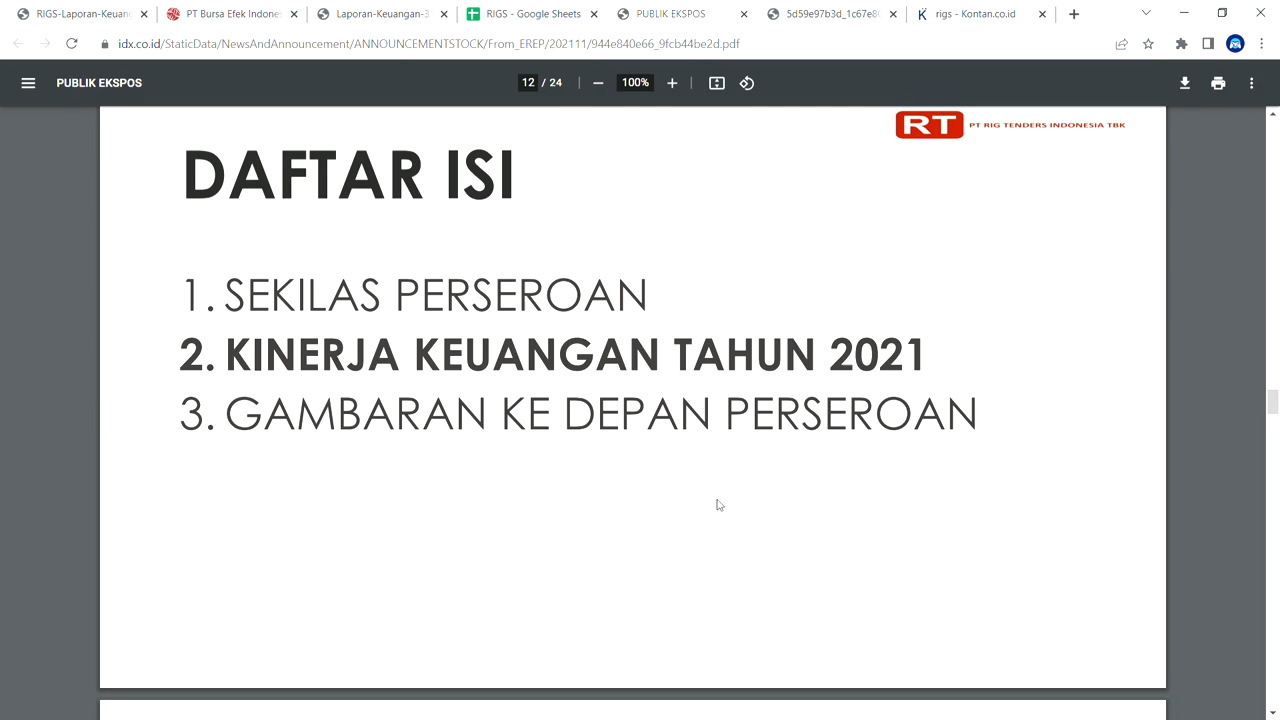 RIGS-Laporan-Keuang
PT Bursa Efek Indone
Laporan-Keuangan-3
RIGS - Google Sheets
PUBLIK EKSPOS
5d59e97b3d_1c67e8
rigs - Kontan.co.id
idx.co.id/StaticData/NewsAndAnnouncement/ANNOUNCEMENTSTOCK/From_EREP/202111/944e840e66_9fcb44be2d.pdf
PUBLIK EKSPOS
12 / 24
100%
RT PT RIG TENDERS INDONESIA TBK
DAFTAR ISI
1. SEKILAS PERSEROAN
2. KINERJA KEUANGAN TAHUN 2021
3. GAMBARAN KE DEPAN PERSEROAN